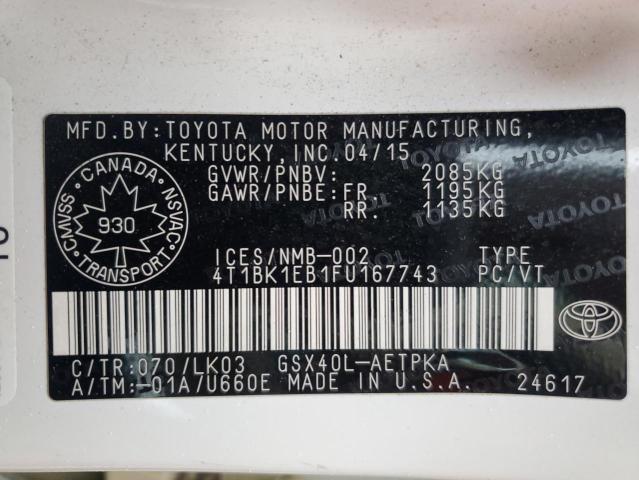 MFD. BY: TOYOTA MOTOR MANUFACTURING,
KENTUCKY, INC. 04/15
GVWR/PNBV: 2085KG
GAWR/PNBE: FR. 1195KG
RR. 1135KG
CANADA
CMVSS 930 NSVAC
TRANSPORT
ICES/NMB-002 TYPE
4T1BK1EB1FU167743 PC/VT
C/TR: 070/LK03 GSX40L-AETPKA
A/TM: -01A/U660E MADE IN U.S.A. 24617
TOYOTA